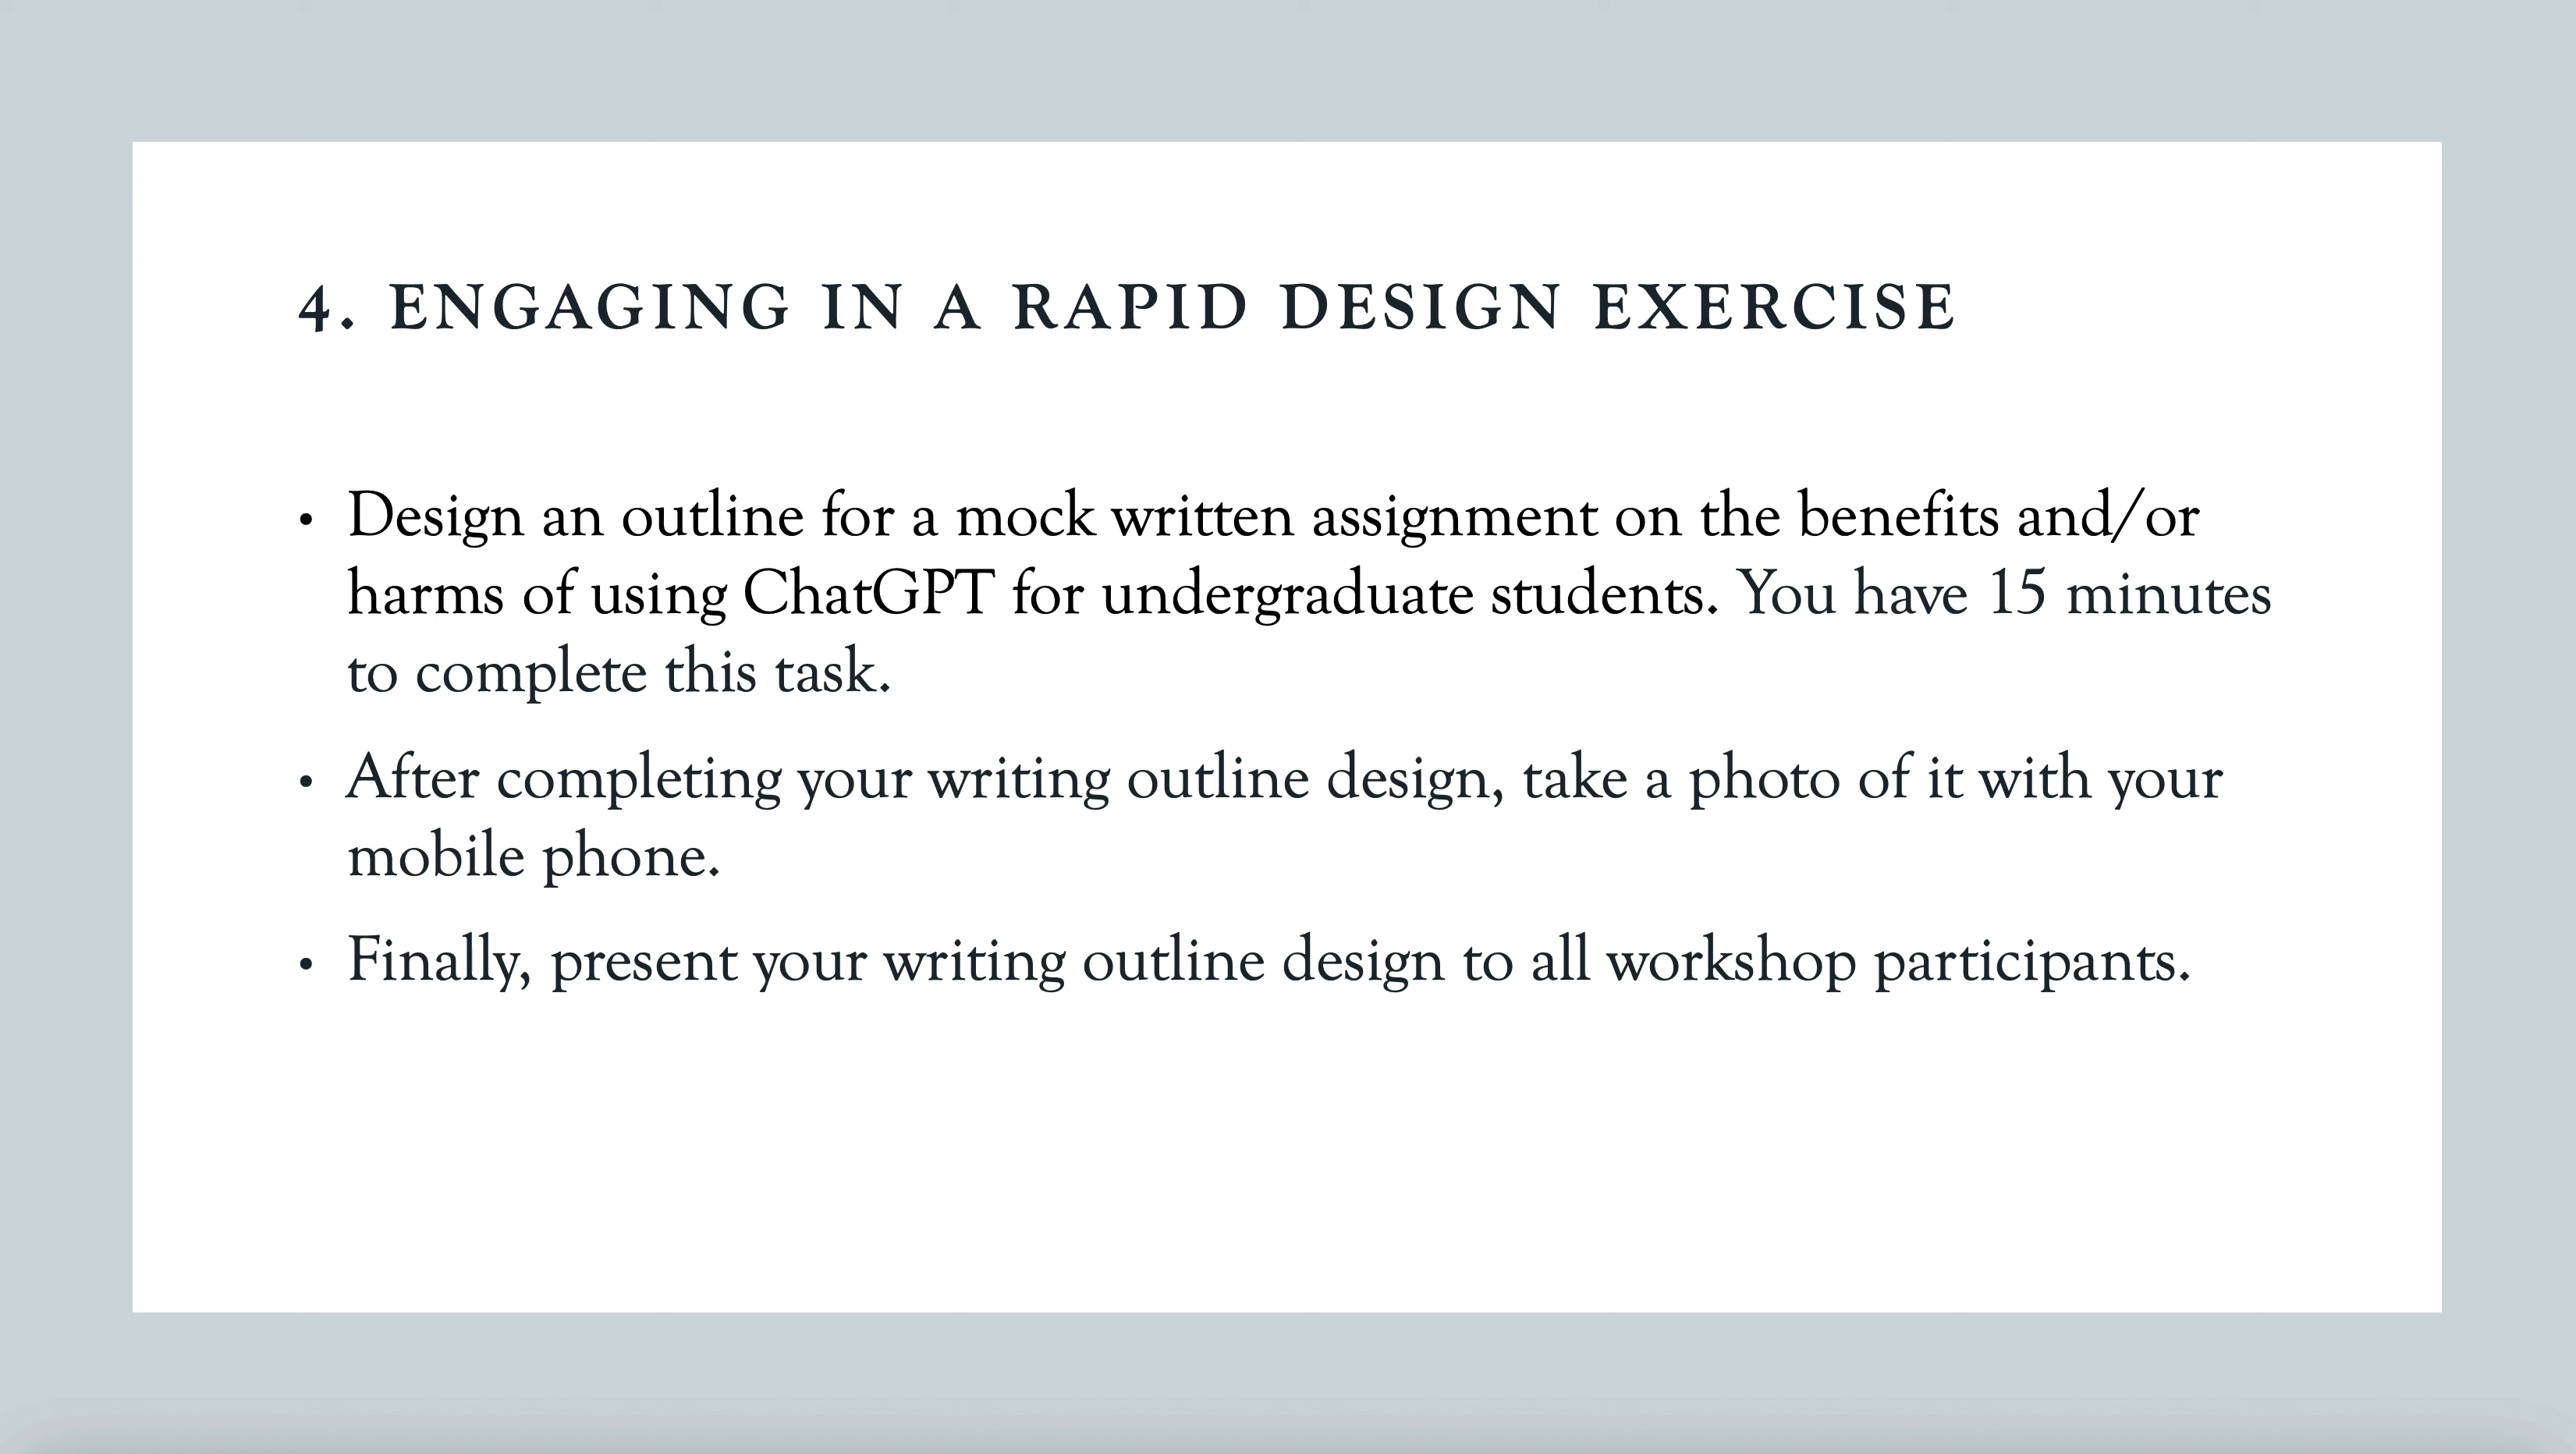 4. ENGAGING IN A RAPID DESIGN EXERCISE
• Design an outline for a mock written assignment on the benefits and/or
harms of using ChatGPT for undergraduate students. You have 15 minutes
to complete this task.
• After completing your writing outline design, take a photo of it with your
mobile phone.
• Finally, present your writing outline design to all workshop participants.